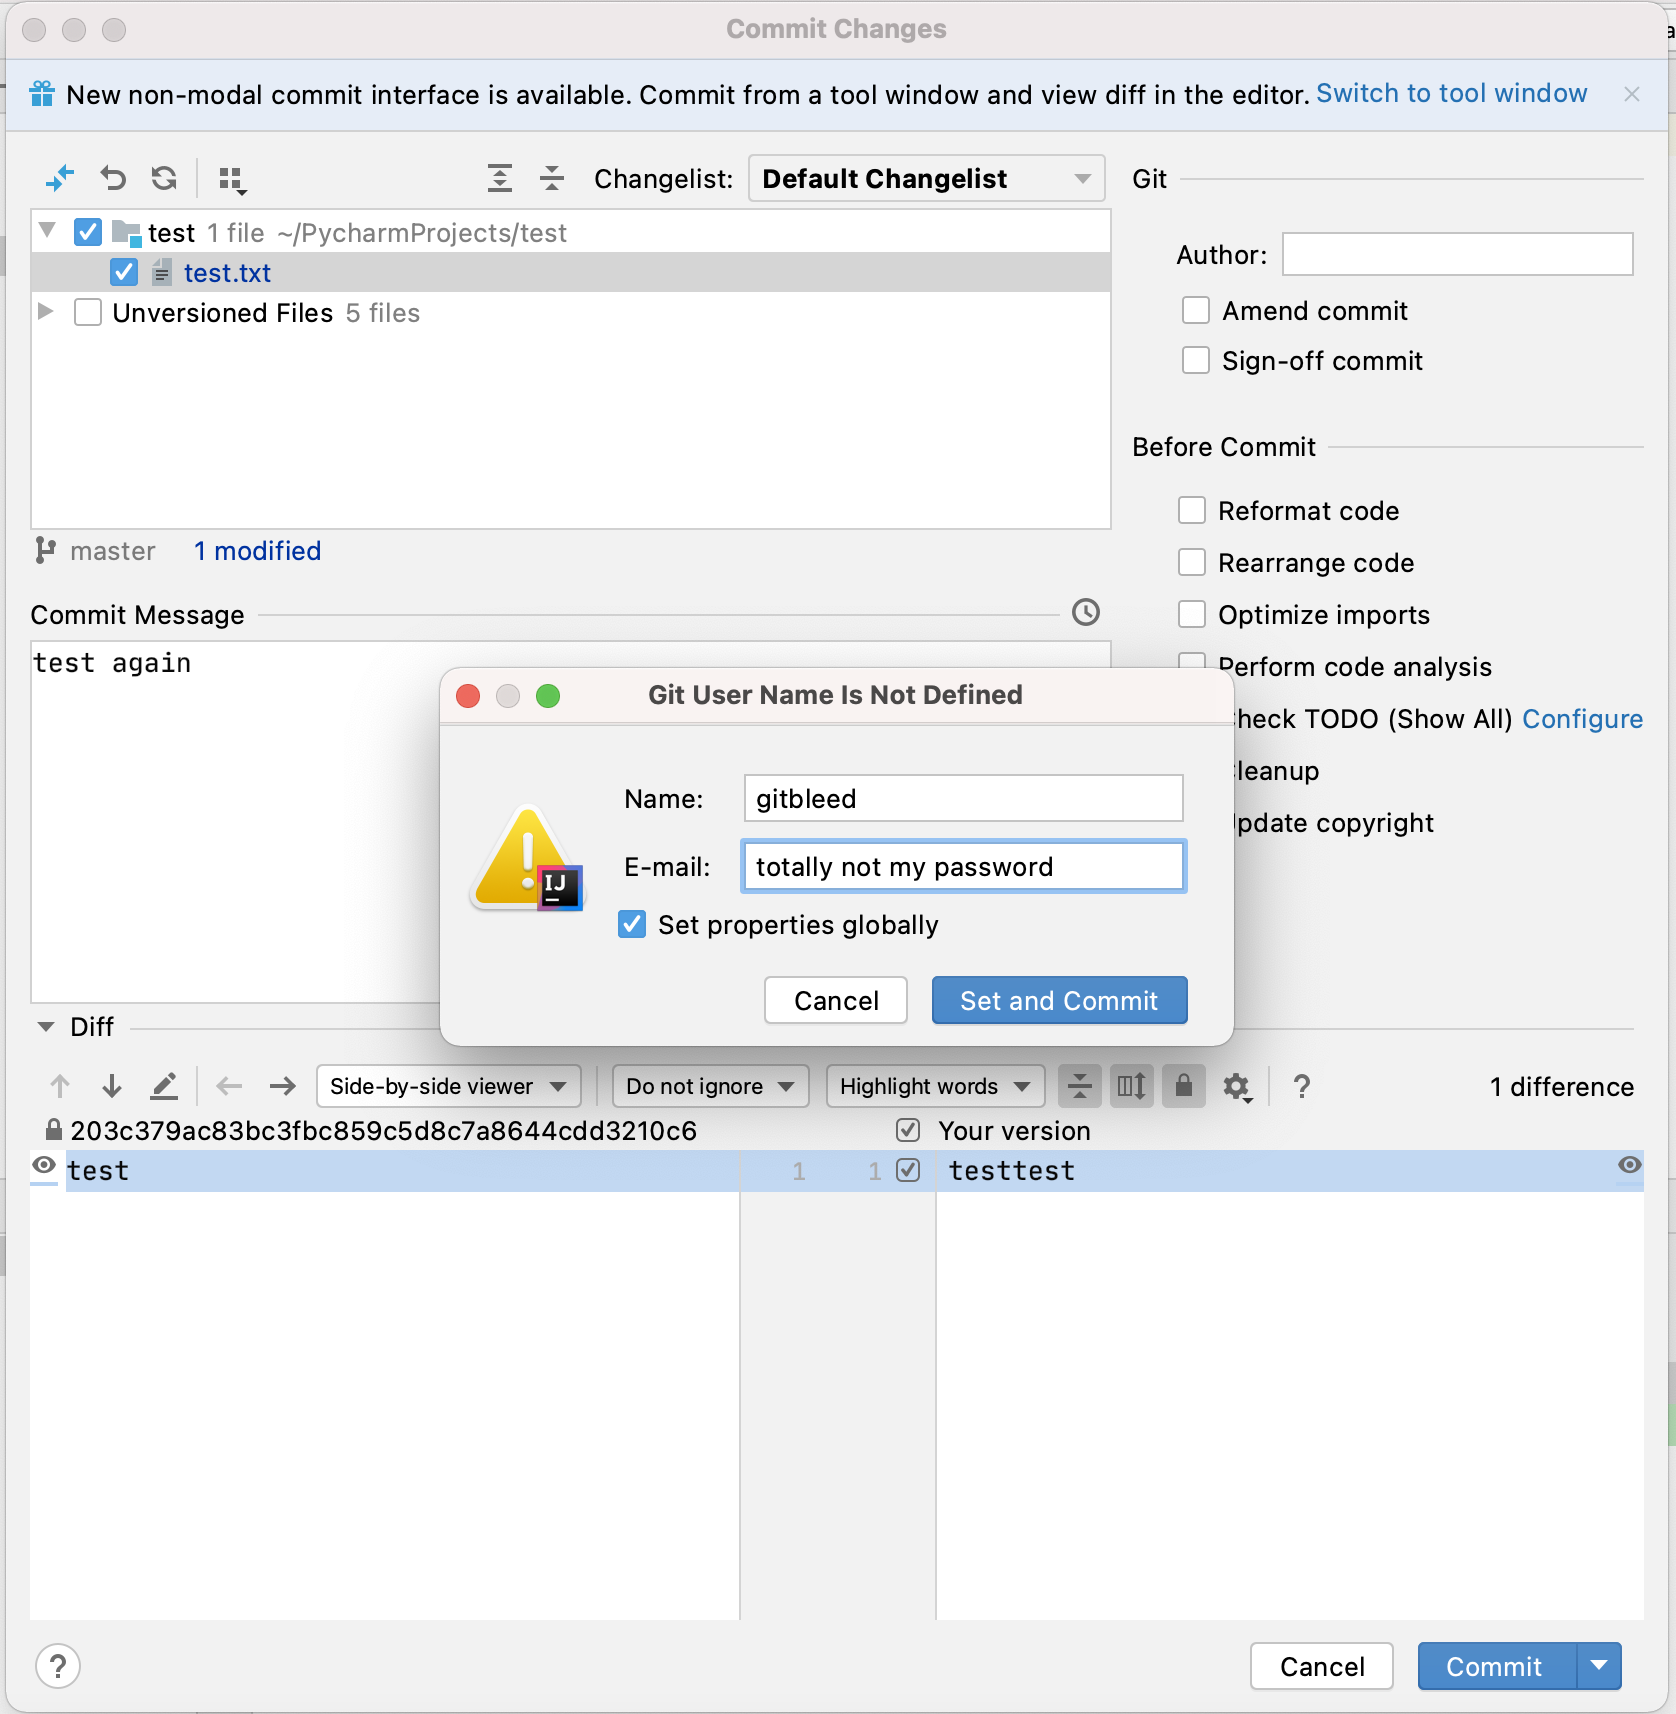 Commit Changes
New non-modal commit interface is available. Commit from a tool window and view diff in the editor. Switch to tool window
Changelist: Default Changelist
test 1 file ~/PycharmProjects/test
test.txt
Unversioned Files 5 files
master 1 modified
Commit Message
test again
Git
Author:
Amend commit
Sign-off commit
Before Commit
Reformat code
Rearrange code
Optimize imports
Perform code analysis
heck TODO (Show All) Configure
leanup
pdate copyright
Git User Name Is Not Defined
Name: gitbleed
E-mail: totally not my password
IJ
Set properties globally
Cancel Set and Commit
Diff
Side-by-side viewer Do not ignore Highlight words ? 1 difference
203c379ac83bc3fbc859c5d8c7a8644cdd3210c6 Your version
test 1 1 testtest
? Cancel Commit